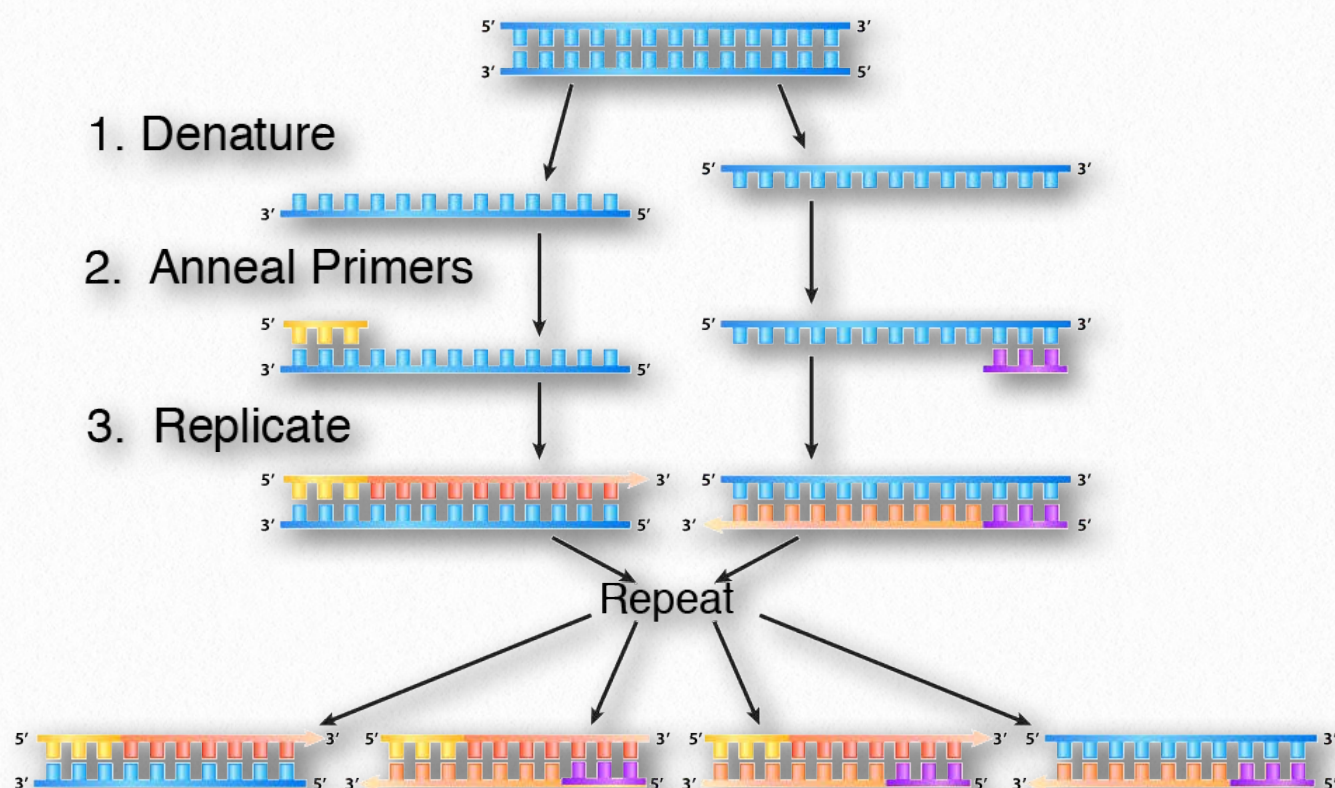 5′ 3′
3′ 5′
1. Denature
5′ 3′
3′ 5′
2. Anneal Primers
5′ 5′ 3′
3′ 5′
3. Replicate
5′ 3′ 5′ 3′
3′ 5′ 3′ 5′
Repeat
5′ 3′ 5′ 3′ 5′ 3′ 5′ 3′
3′ 5′ 3′ 5′ 3′ 5′ 3′ 5′